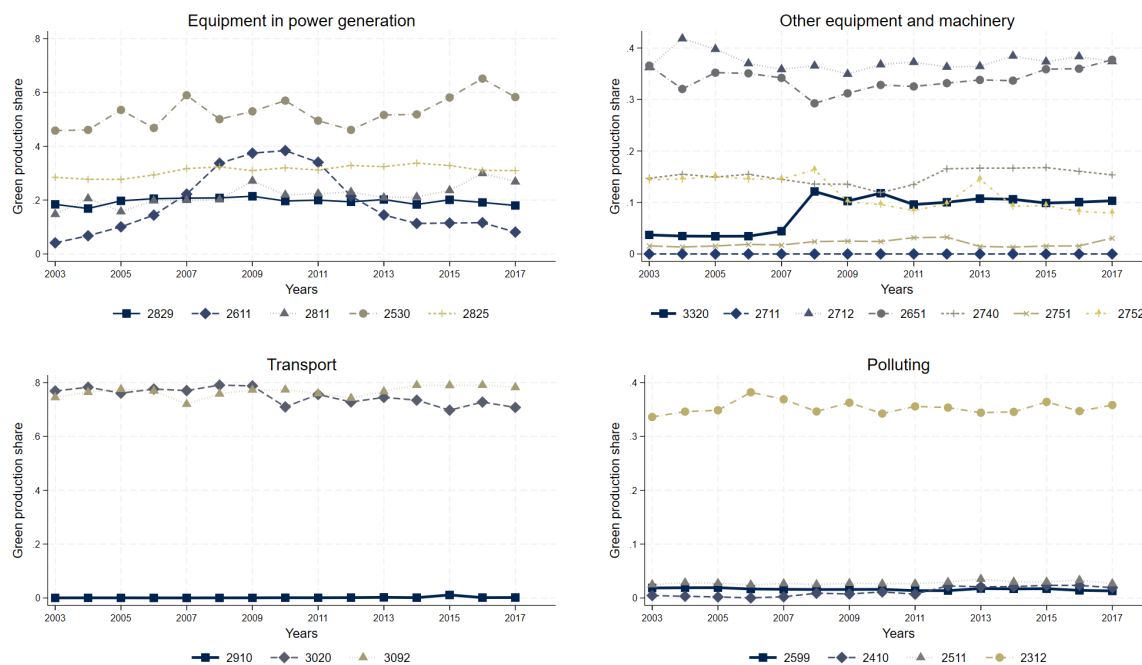 Equipment in power generation
Green production share
.8
.6
.4
.2
0
2003 2005 2007 2009 2011 2013 2015 2017
Years
2829 2611 2811 2530 2825
Other equipment and machinery
Green production share
.4
.3
.2
.1
0
2003 2005 2007 2009 2011 2013 2015 2017
Years
3320 2711 2712 2651 2740 2751 2752
Transport
Green production share
.8
.6
.4
.2
0
2003 2005 2007 2009 2011 2013 2015 2017
Years
2910 3020 3092
Polluting
Green production share
.4
.3
.2
.1
0
2003 2005 2007 2009 2011 2013 2015 2017
Years
2599 2410 2511 2312